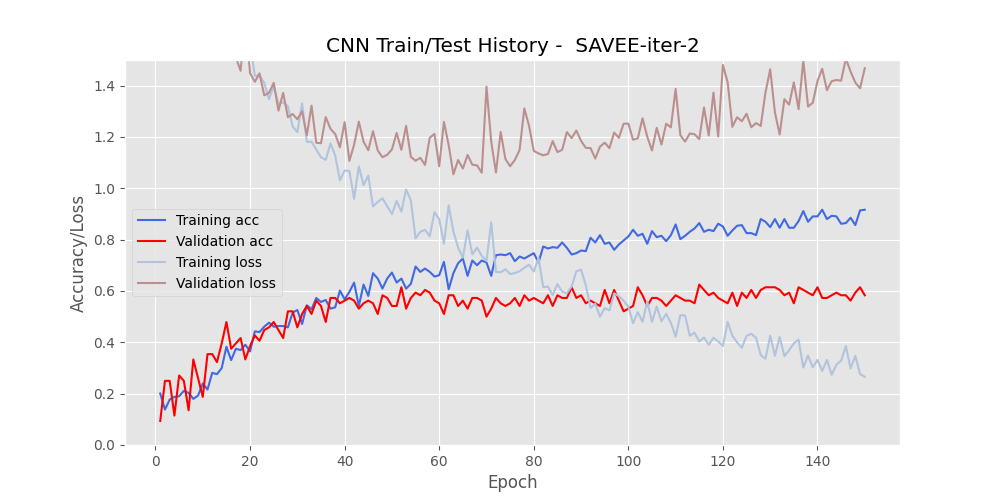 CNN Train/Test History -  SAVEE-iter-2
1.4
1.2
1.0
0.8
0.6
0.4
0.2
0.0
Accuracy/Loss
Training acc
Validation acc
Training loss
Validation loss
0 20 40 60 80 100 120 140
Epoch